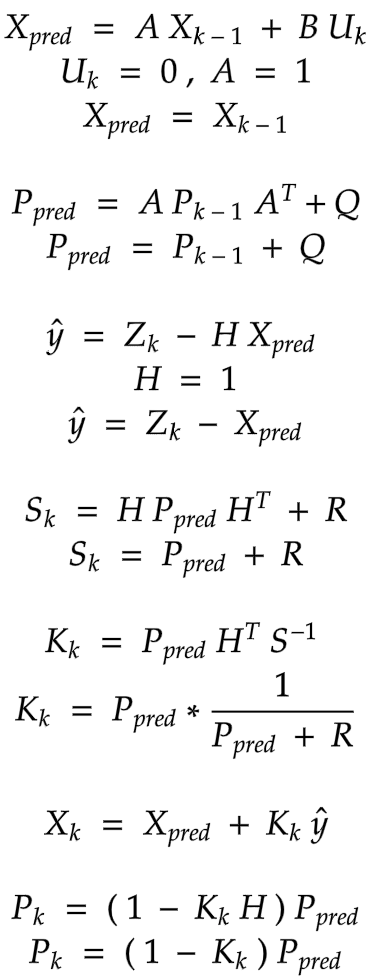 X_pred = A X_{k-1} + B U_k
U_k = 0 , A = 1
X_pred = X_{k-1}
P_pred = A P_{k-1} A^T + Q
P_pred = P_{k-1} + Q
ŷ = Z_k - H X_pred
H = 1
ŷ = Z_k - X_pred
S_k = H P_pred H^T + R
S_k = P_pred + R
K_k = P_pred H^T S^{-1}
K_k = P_pred * 1 / (P_pred + R)
X_k = X_pred + K_k ŷ
P_k = ( 1 - K_k H ) P_pred
P_k = ( 1 - K_k ) P_pred